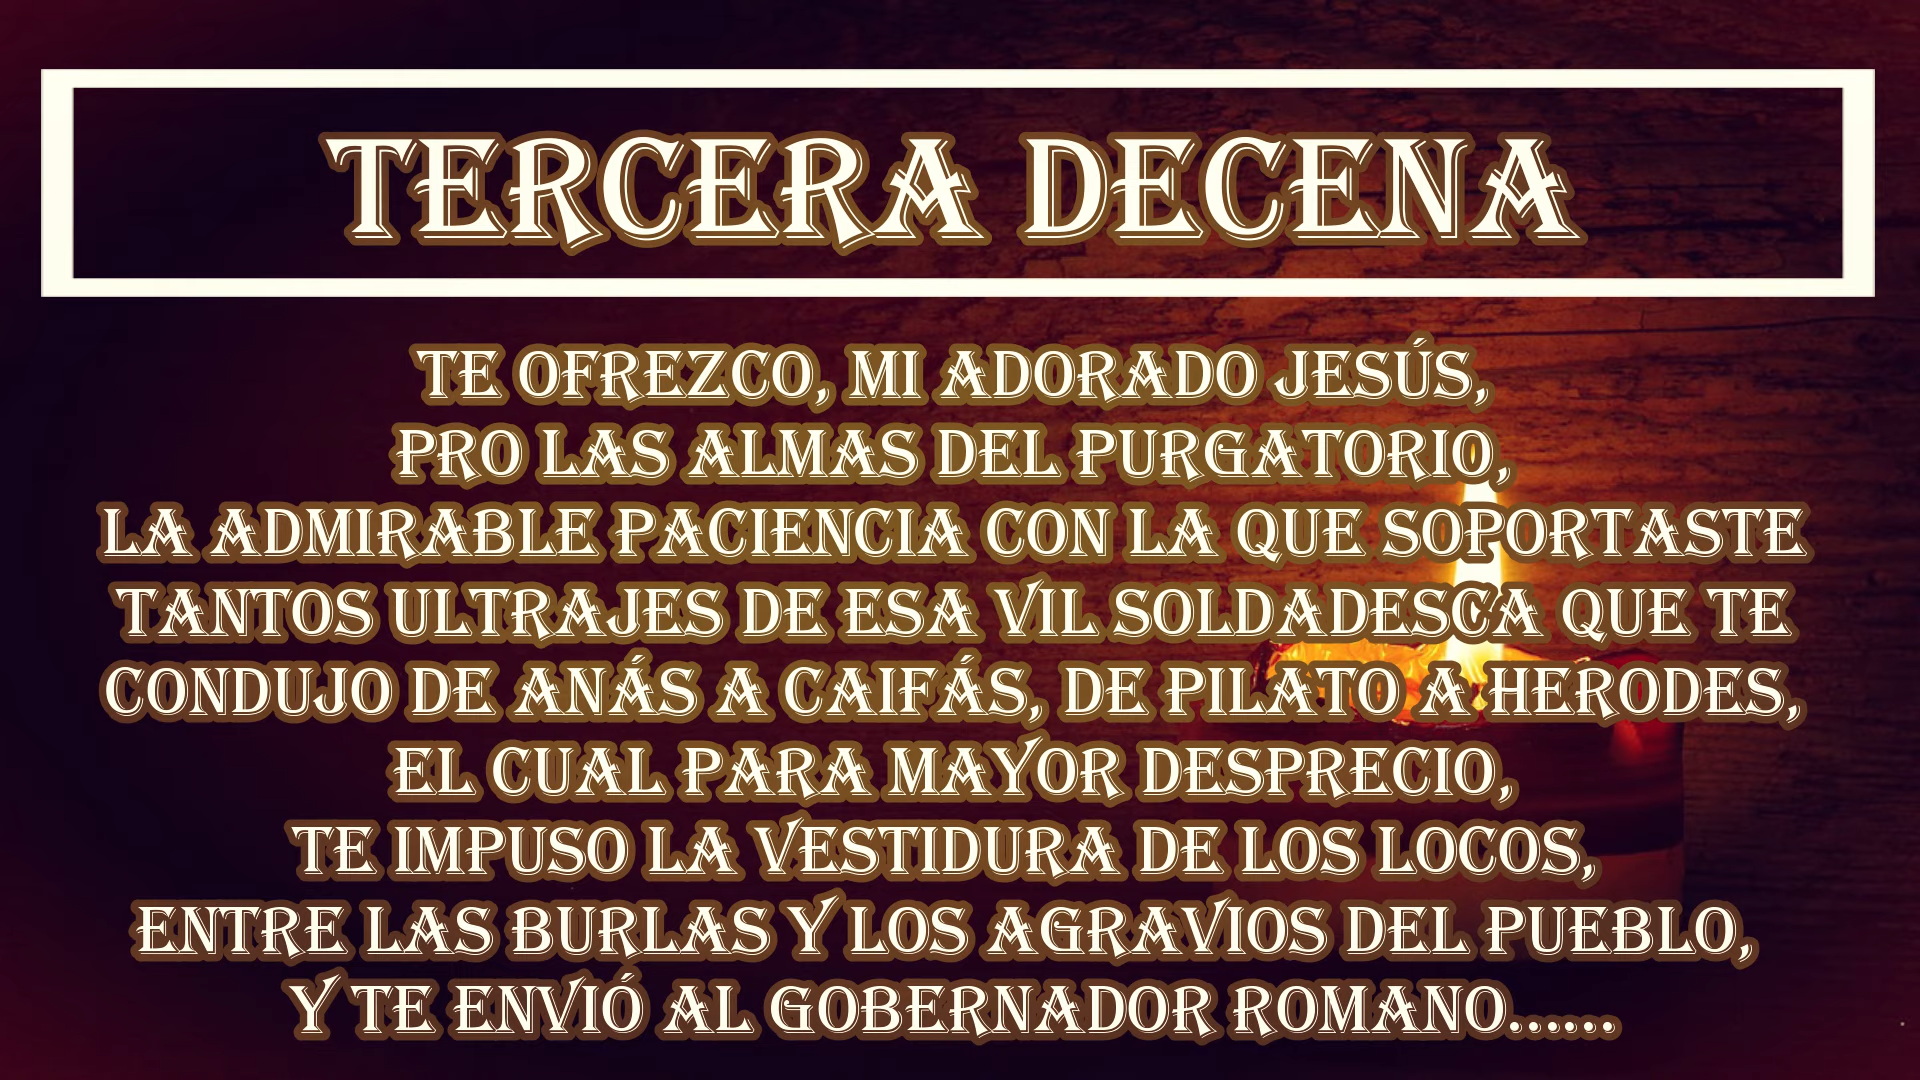 TERCERA DECENA
TE OFREZCO, MI ADORADO JESÚS,
PRO LAS ALMAS DEL PURGATORIO,
LA ADMIRABLE PACIENCIA CON LA QUE SOPORTASTE
TANTOS ULTRAJES DE ESA VIL SOLDADESCA QUE TE
CONDUJO DE ANÁS A CAIFÁS, DE PILATO A HERODES,
EL CUAL PARA MAYOR DESPRECIO,
TE IMPUSO LA VESTIDURA DE LOS LOCOS,
ENTRE LAS BURLAS Y LOS AGRAVIOS DEL PUEBLO,
Y TE ENVIÓ AL GOBERNADOR ROMANO......